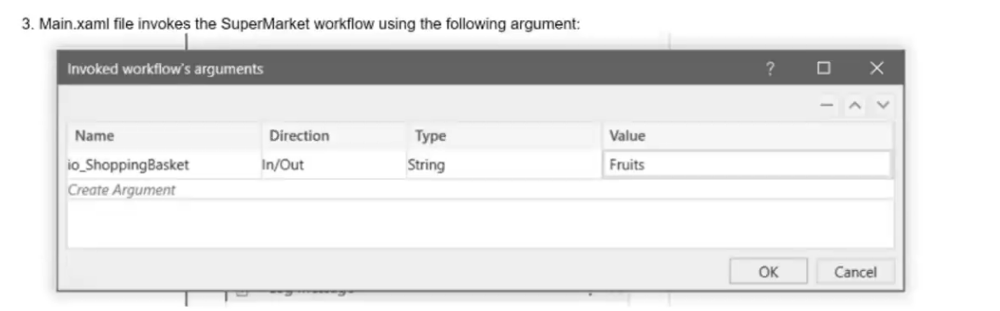 3. Main.xaml file invokes the SuperMarket workflow using the following argument:
Invoked workflow's arguments
Name Direction Type Value
io_ShoppingBasket In/Out String Fruits
Create Argument
OK Cancel